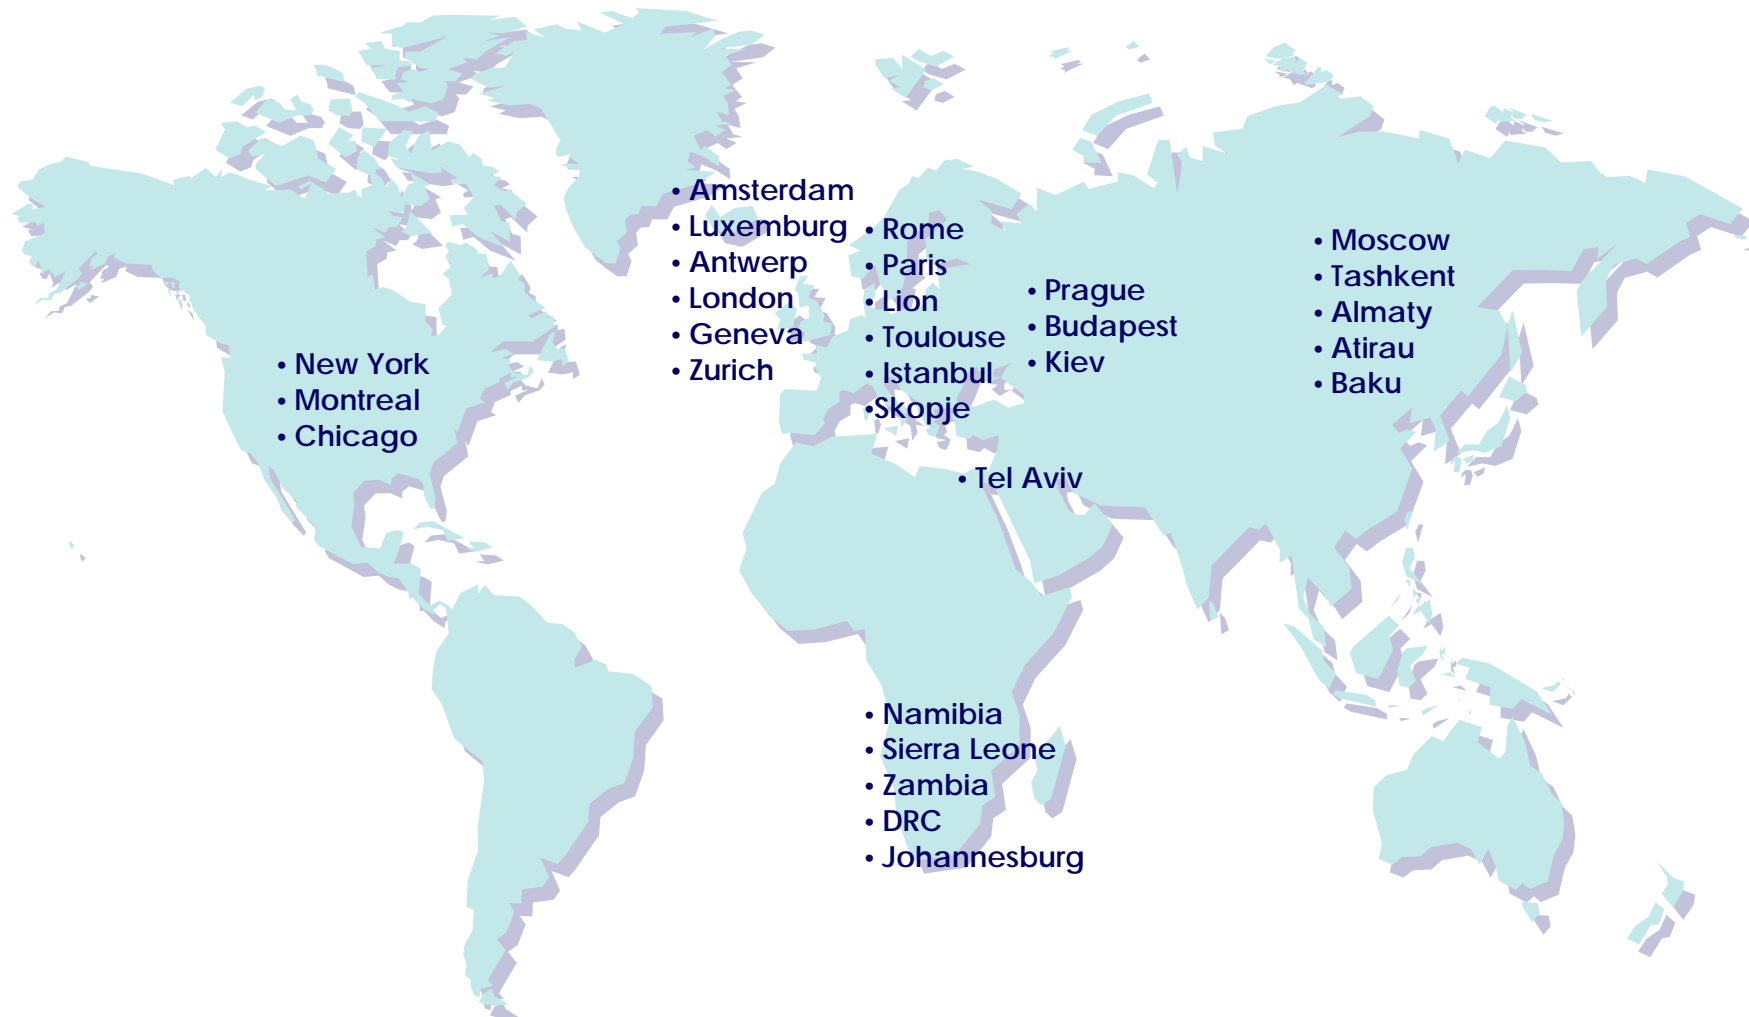 • Amsterdam
• Luxemburg
• Antwerp
• London
• Geneva
• Zurich
• Rome
• Paris
• Lion
• Toulouse
• Istanbul
•Skopje
• Prague
• Budapest
• Kiev
• Moscow
• Tashkent
• Almaty
• Atirau
• Baku
• New York
• Montreal
• Chicago
• Tel Aviv
• Namibia
• Sierra Leone
• Zambia
• DRC
• Johannesburg